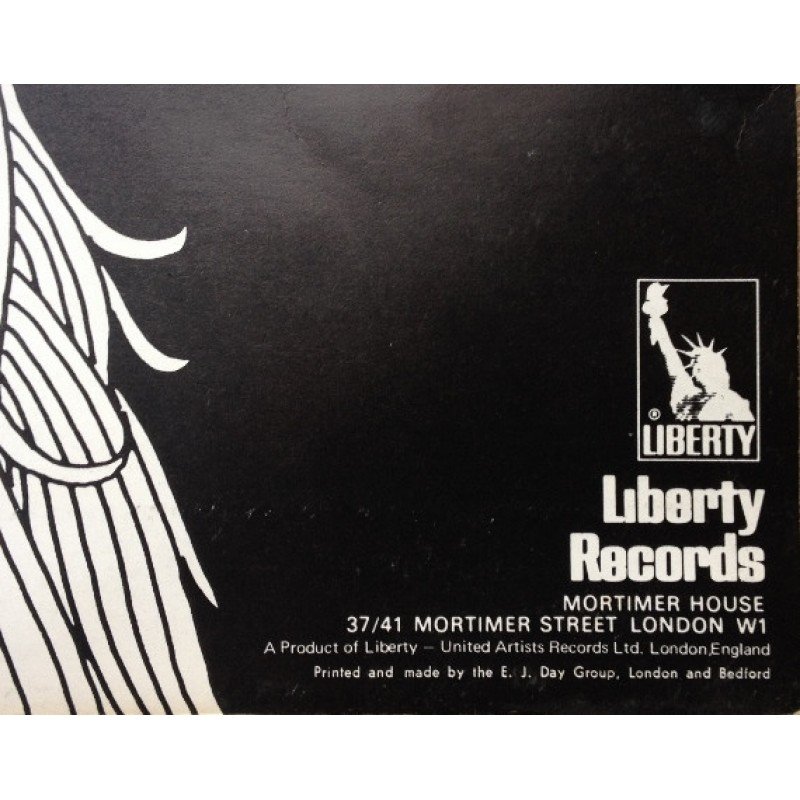 ®
LIBERTY
Liberty
Records
MORTIMER HOUSE
37/41 MORTIMER STREET LONDON W1
A Product of Liberty – United Artists Records Ltd. London,England
Printed and made by the E. J. Day Group, London and Bedford